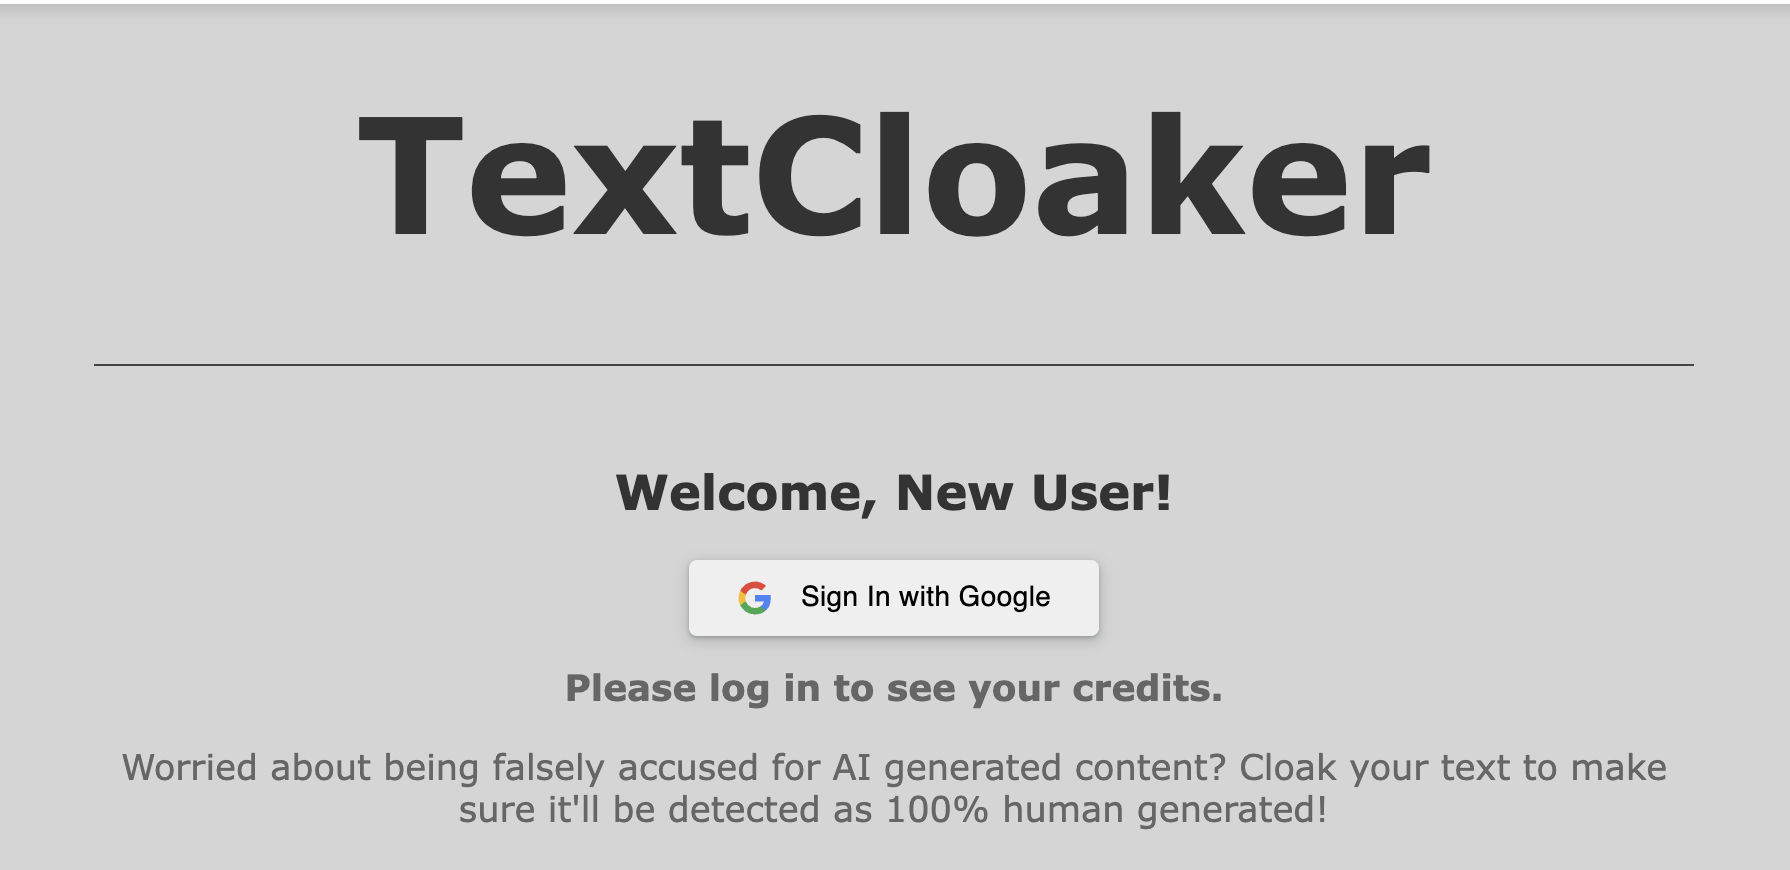 TextCloaker
Welcome, New User!
Sign In with Google
Please log in to see your credits.
Worried about being falsely accused for AI generated content? Cloak your text to make
sure it'll be detected as 100% human generated!